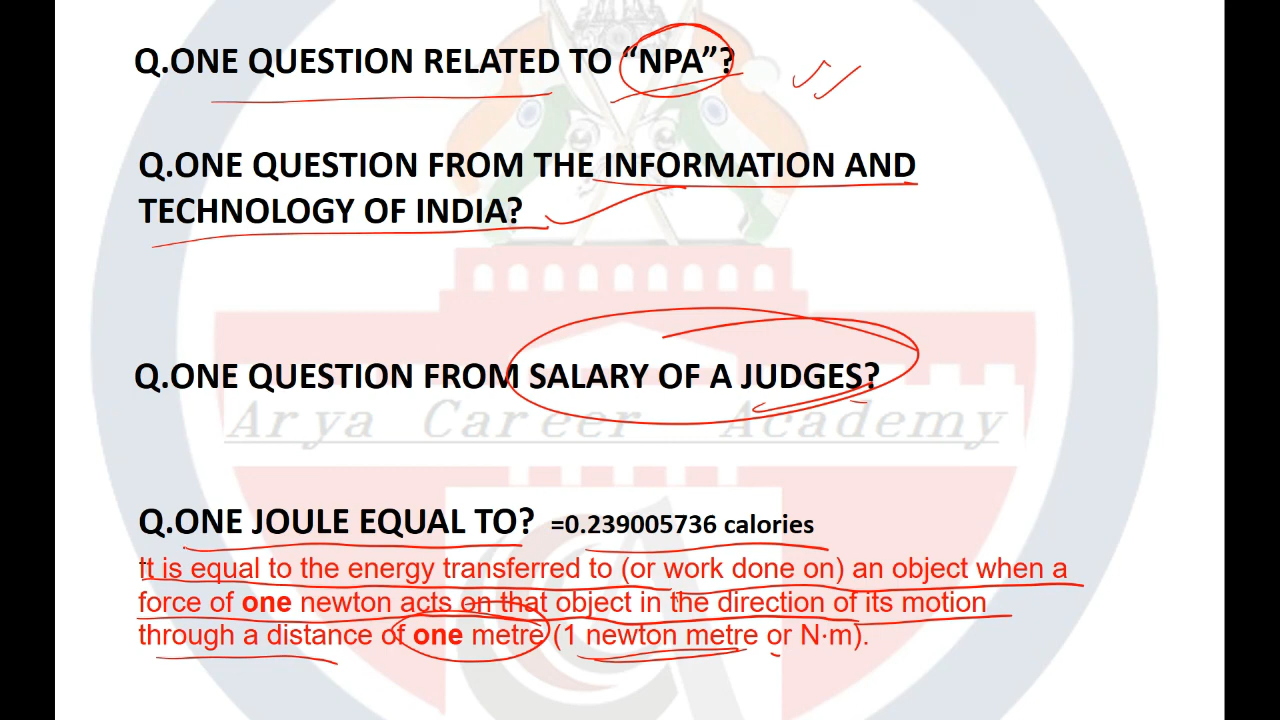 Q.ONE QUESTION RELATED TO “NPA”?
Q.ONE QUESTION FROM THE INFORMATION AND
TECHNOLOGY OF INDIA?
Q.ONE QUESTION FROM SALARY OF A JUDGES?
Arya Career Academy
Q.ONE JOULE EQUAL TO? =0.239005736 calories
It is equal to the energy transferred to (or work done on) an object when a
force of one newton acts on that object in the direction of its motion
through a distance of one metre (1 newton metre or N·m).